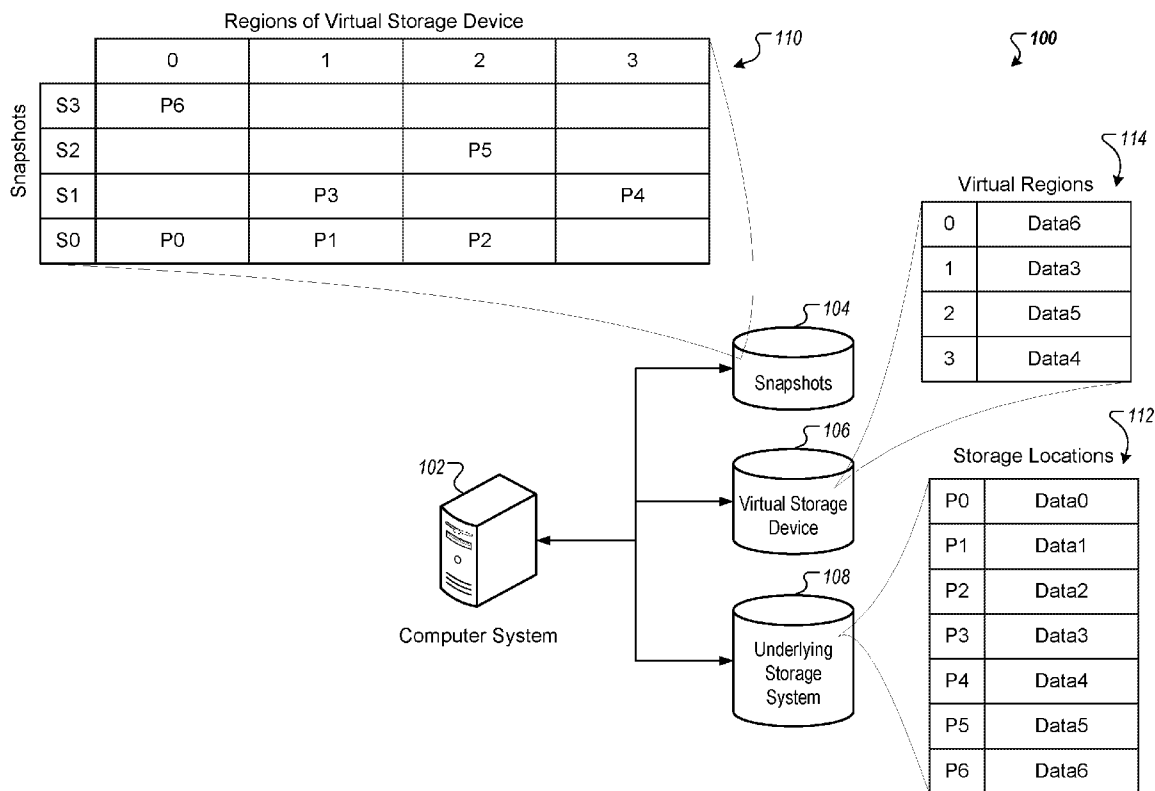 Regions of Virtual Storage Device
110
100
0 1 2 3
Snapshots
S3 P6
S2 P5
S1 P3 P4
S0 P0 P1 P2
114
Virtual Regions
0 Data6
1 Data3
2 Data5
3 Data4
104
Snapshots
106
Virtual Storage
Device
102
Computer System
108
Underlying
Storage
System
112
Storage Locations
P0 Data0
P1 Data1
P2 Data2
P3 Data3
P4 Data4
P5 Data5
P6 Data6